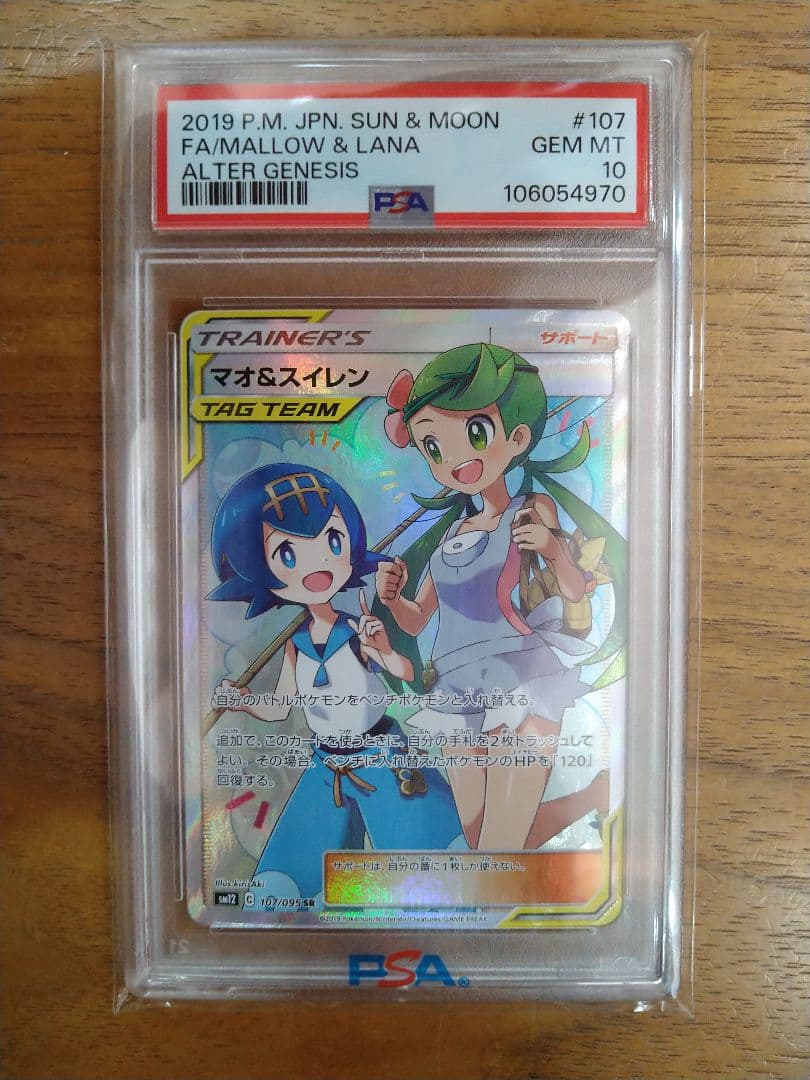 2019 P.M. JPN. SUN & MOON #107
FA/MALLOW & LANA GEM MT
ALTER GENESIS 10
PSA 106054970
TRAINER'S サポート
マオ&スイレン
TAG TEAM
自分のバトルポケモンをベンチポケモンと入れ替える。
追加で、このカードを使うときに、自分の手札を2枚トラッシュして
よい。その場合、ベンチに入れ替えたポケモンのHPを「120」
回復する。
サポートは、自分の番に1枚しか使えない。
Illus.kirisAki
sm12 C 107/095 SR
©2019 Pokémon/Nintendo/Creatures/GAME FREAK
PSA®